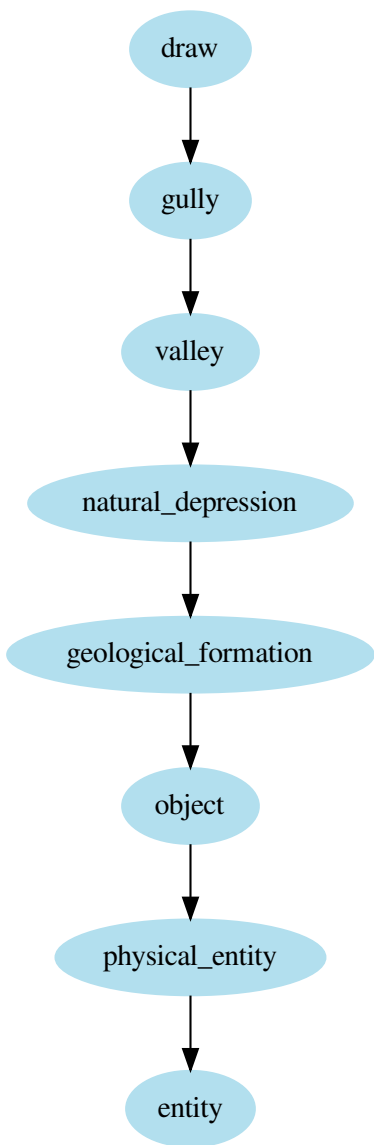 draw
gully
valley
natural_depression
geological_formation
object
physical_entity
entity